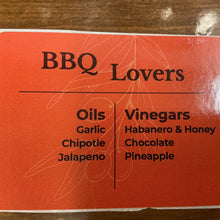 BBQ Lovers
Oils
Garlic
Chipotle
Jalapeno
Vinegars
Habanero & Honey
Chocolate
Pineapple